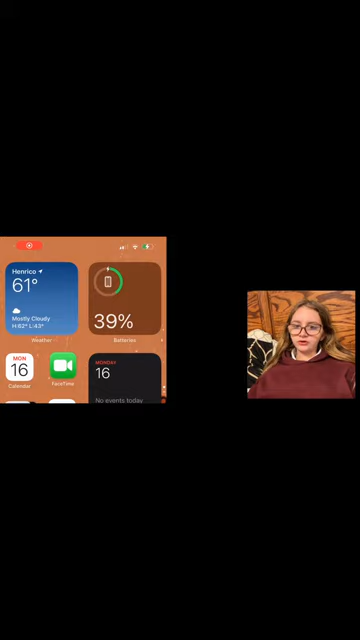 Henrico
61°
Mostly Cloudy
H:62° L:43°
Weather
39%
Batteries
MON
16
Calendar
FaceTime
MONDAY
16
No events today